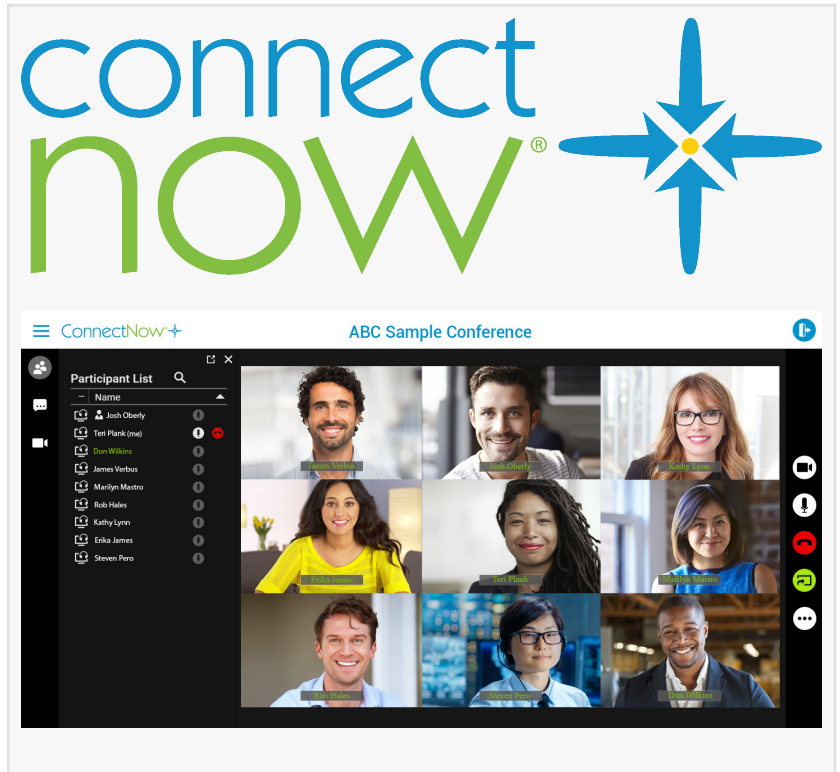 connect
now®
ConnectNow
ABC Sample Conference
Participant List
Name
Josh Oberly
Teri Plank (me)
Don Wilkins
James Verbus
Marilyn Mastro
Rob Hales
Kathy Lynn
Erika James
Steven Pero
James Verbus
Josh Oberly
Kathy Lynn
Erika James
Teri Plank
Marilyn Mastro
Rob Hales
Steven Pero
Don Wilkins